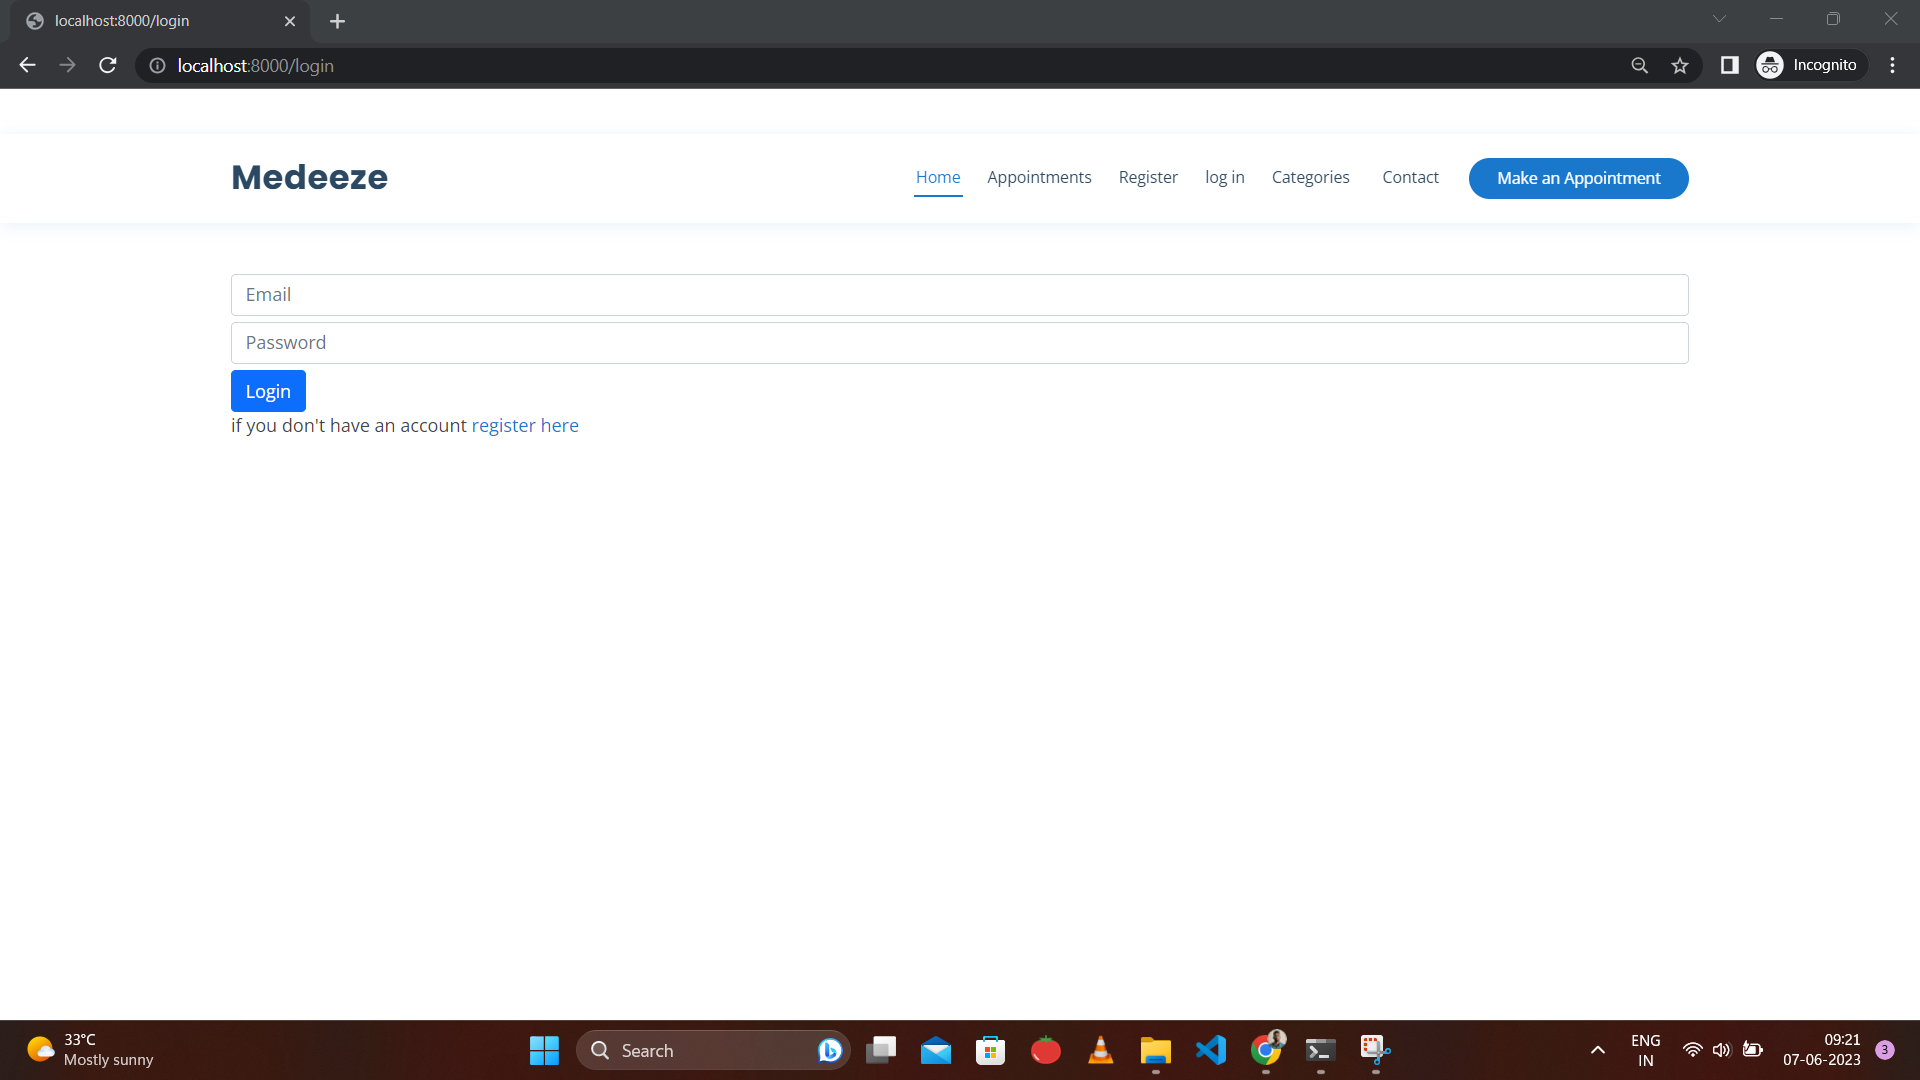 localhost:8000/login
localhost:8000/login
Incognito
Medeeze
Home Appointments Register log in Categories Contact Make an Appointment
Email
Password
Login
if you don't have an account register here
33°C
Mostly sunny
Search
ENG
IN
09:21
07-06-2023
3